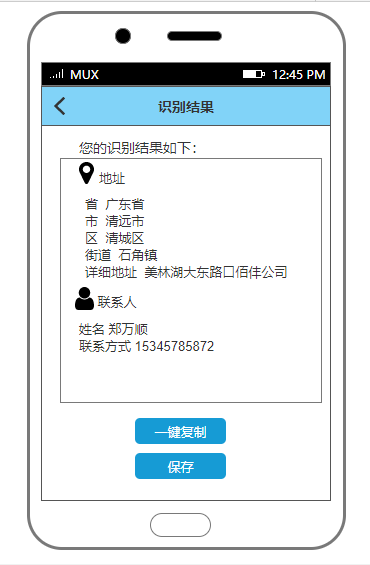 MUX 12:45 PM
识别结果
您的识别结果如下：
地址
省 广东省
市 清远市
区 清城区
街道 石角镇
详细地址 美林湖大东路口佰佳公司
联系人
姓名 郑万顺
联系方式 15345785872
一键复制
保存